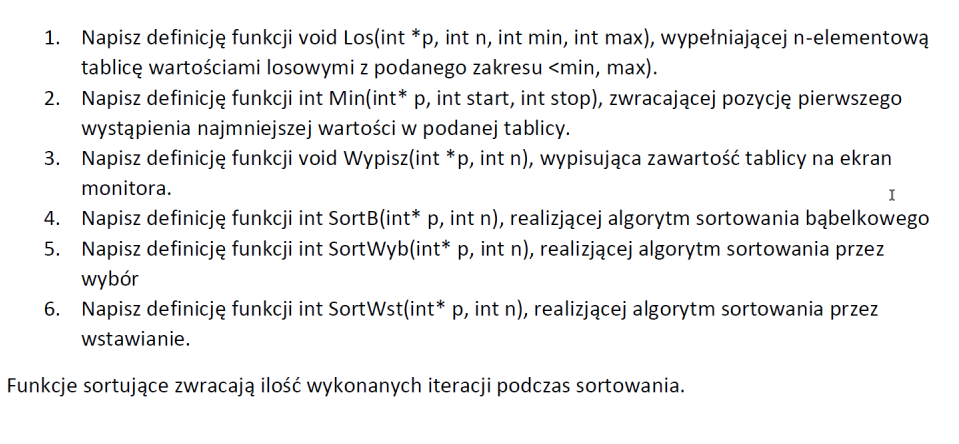 1. Napisz definicję funkcji void Los(int *p, int n, int min, int max), wypełniającej n-elementową
tablicę wartościami losowymi z podanego zakresu <min, max).
2. Napisz definicję funkcji int Min(int* p, int start, int stop), zwracającej pozycję pierwszego
wystąpienia najmniejszej wartości w podanej tablicy.
3. Napisz definicję funkcji void Wypisz(int *p, int n), wypisująca zawartość tablicy na ekran
monitora.
4. Napisz definicję funkcji int SortB(int* p, int n), realizjącej algorytm sortowania bąbelkowego
5. Napisz definicję funkcji int SortWyb(int* p, int n), realizjącej algorytm sortowania przez
wybór
6. Napisz definicję funkcji int SortWst(int* p, int n), realizjącej algorytm sortowania przez
wstawianie.
Funkcje sortujące zwracają ilość wykonanych iteracji podczas sortowania.